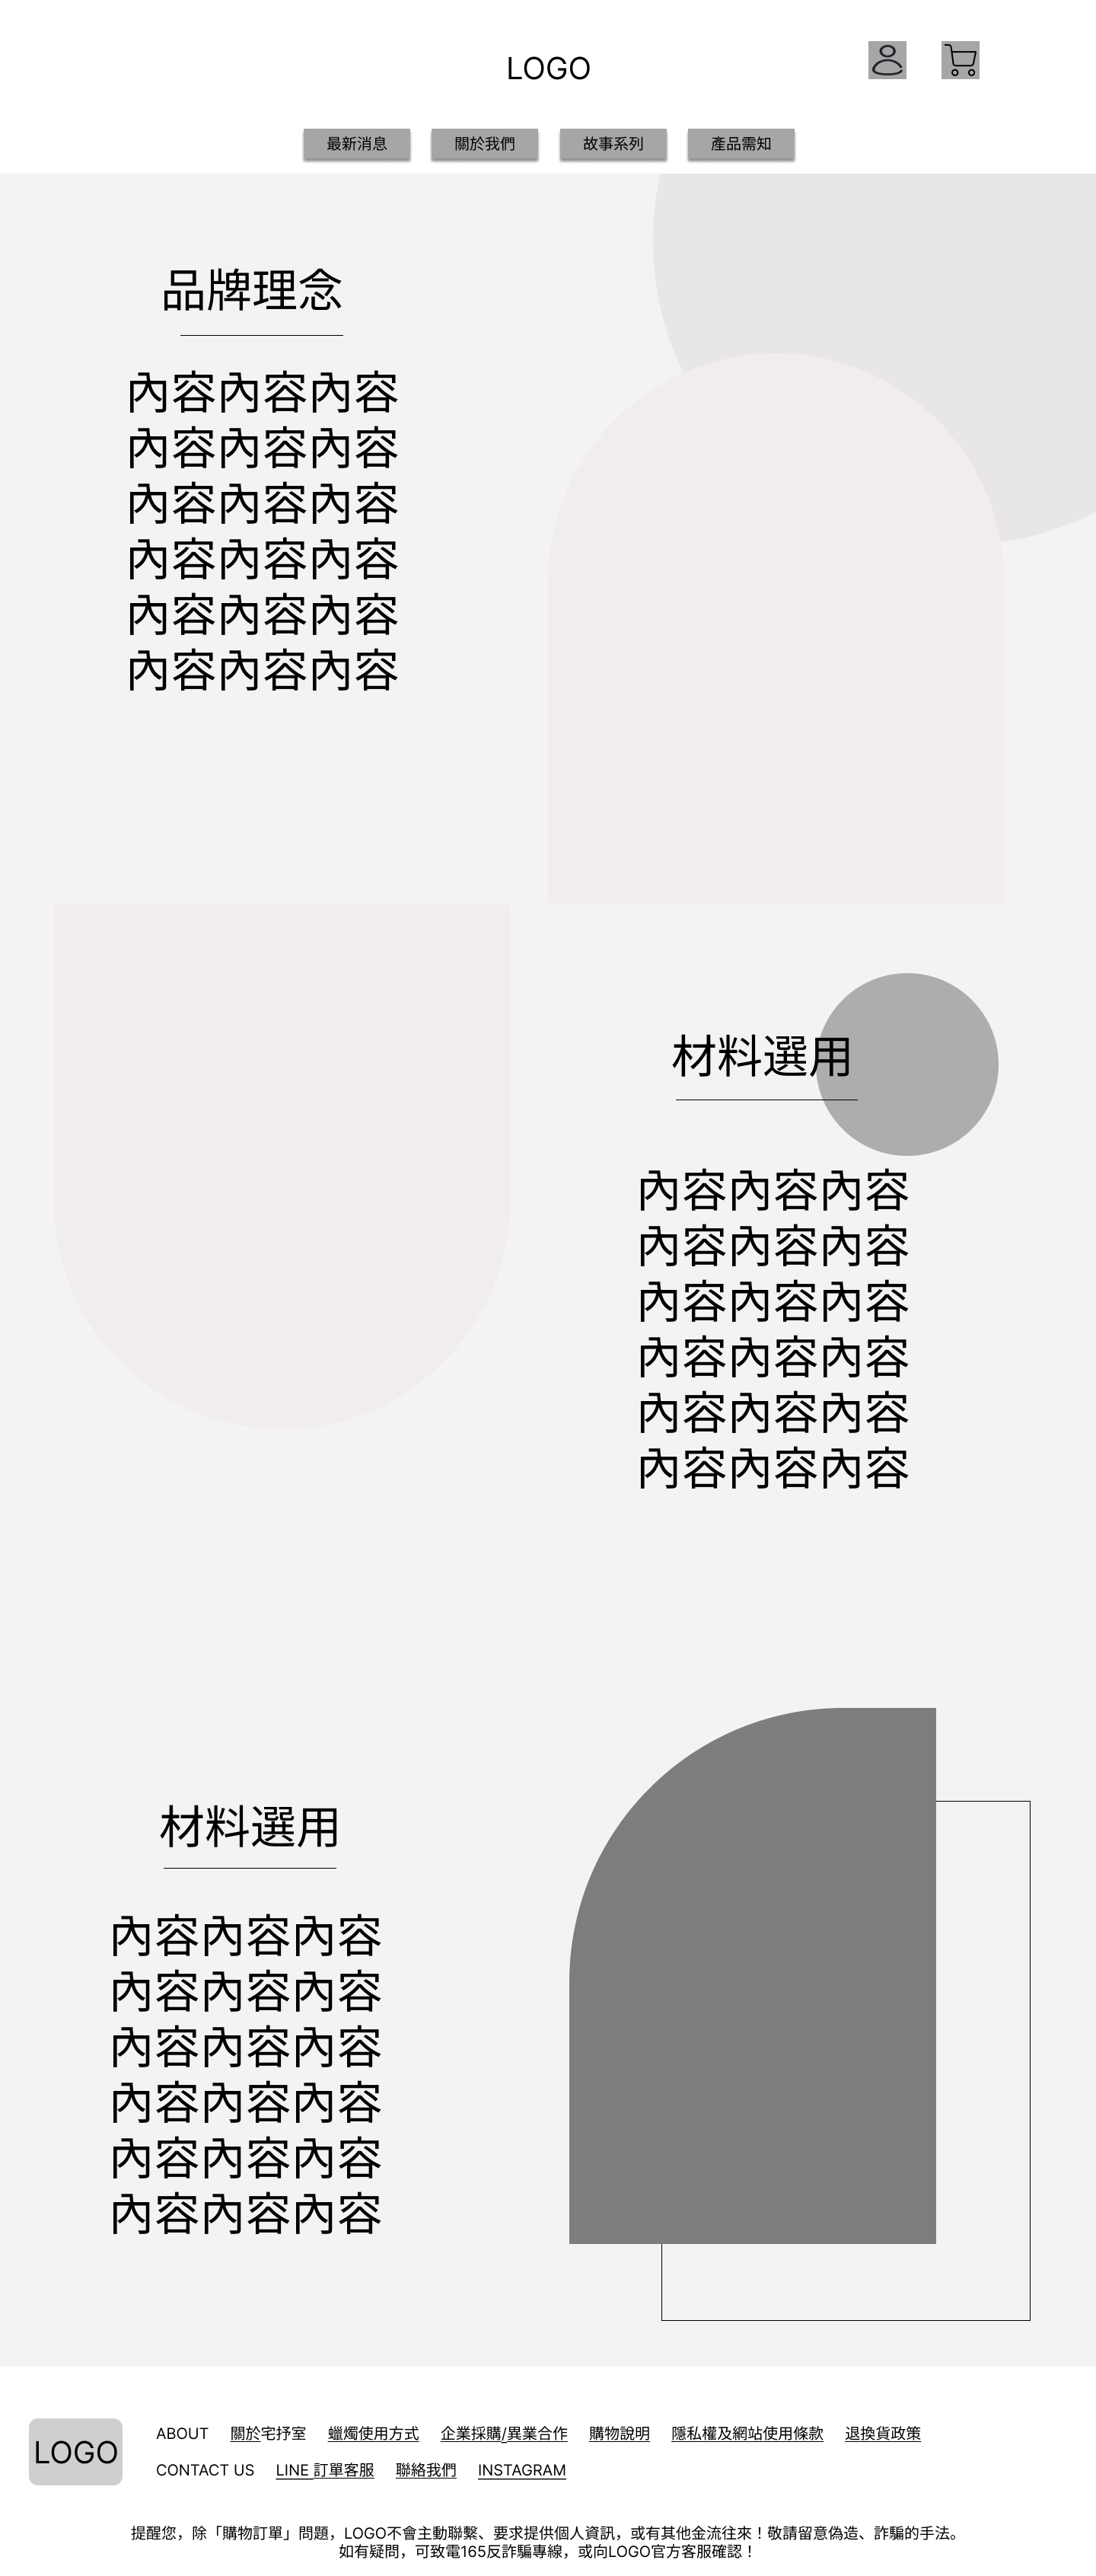 LOGO
最新消息 關於我們 故事系列 產品需知
品牌理念
內容內容內容
內容內容內容
內容內容內容
內容內容內容
內容內容內容
內容內容內容
材料選用
內容內容內容
內容內容內容
內容內容內容
內容內容內容
內容內容內容
內容內容內容
材料選用
內容內容內容
內容內容內容
內容內容內容
內容內容內容
內容內容內容
內容內容內容
LOGO
ABOUT 關於宅抒室 蠟燭使用方式 企業採購/異業合作 購物說明 隱私權及網站使用條款 退換貨政策
CONTACT US LINE 訂單客服 聯絡我們 INSTAGRAM
提醒您，除「購物訂單」問題，LOGO不會主動聯繫、要求提供個人資訊，或有其他金流往來！敬請留意偽造、詐騙的手法。
如有疑問，可致電165反詐騙專線，或向LOGO官方客服確認！